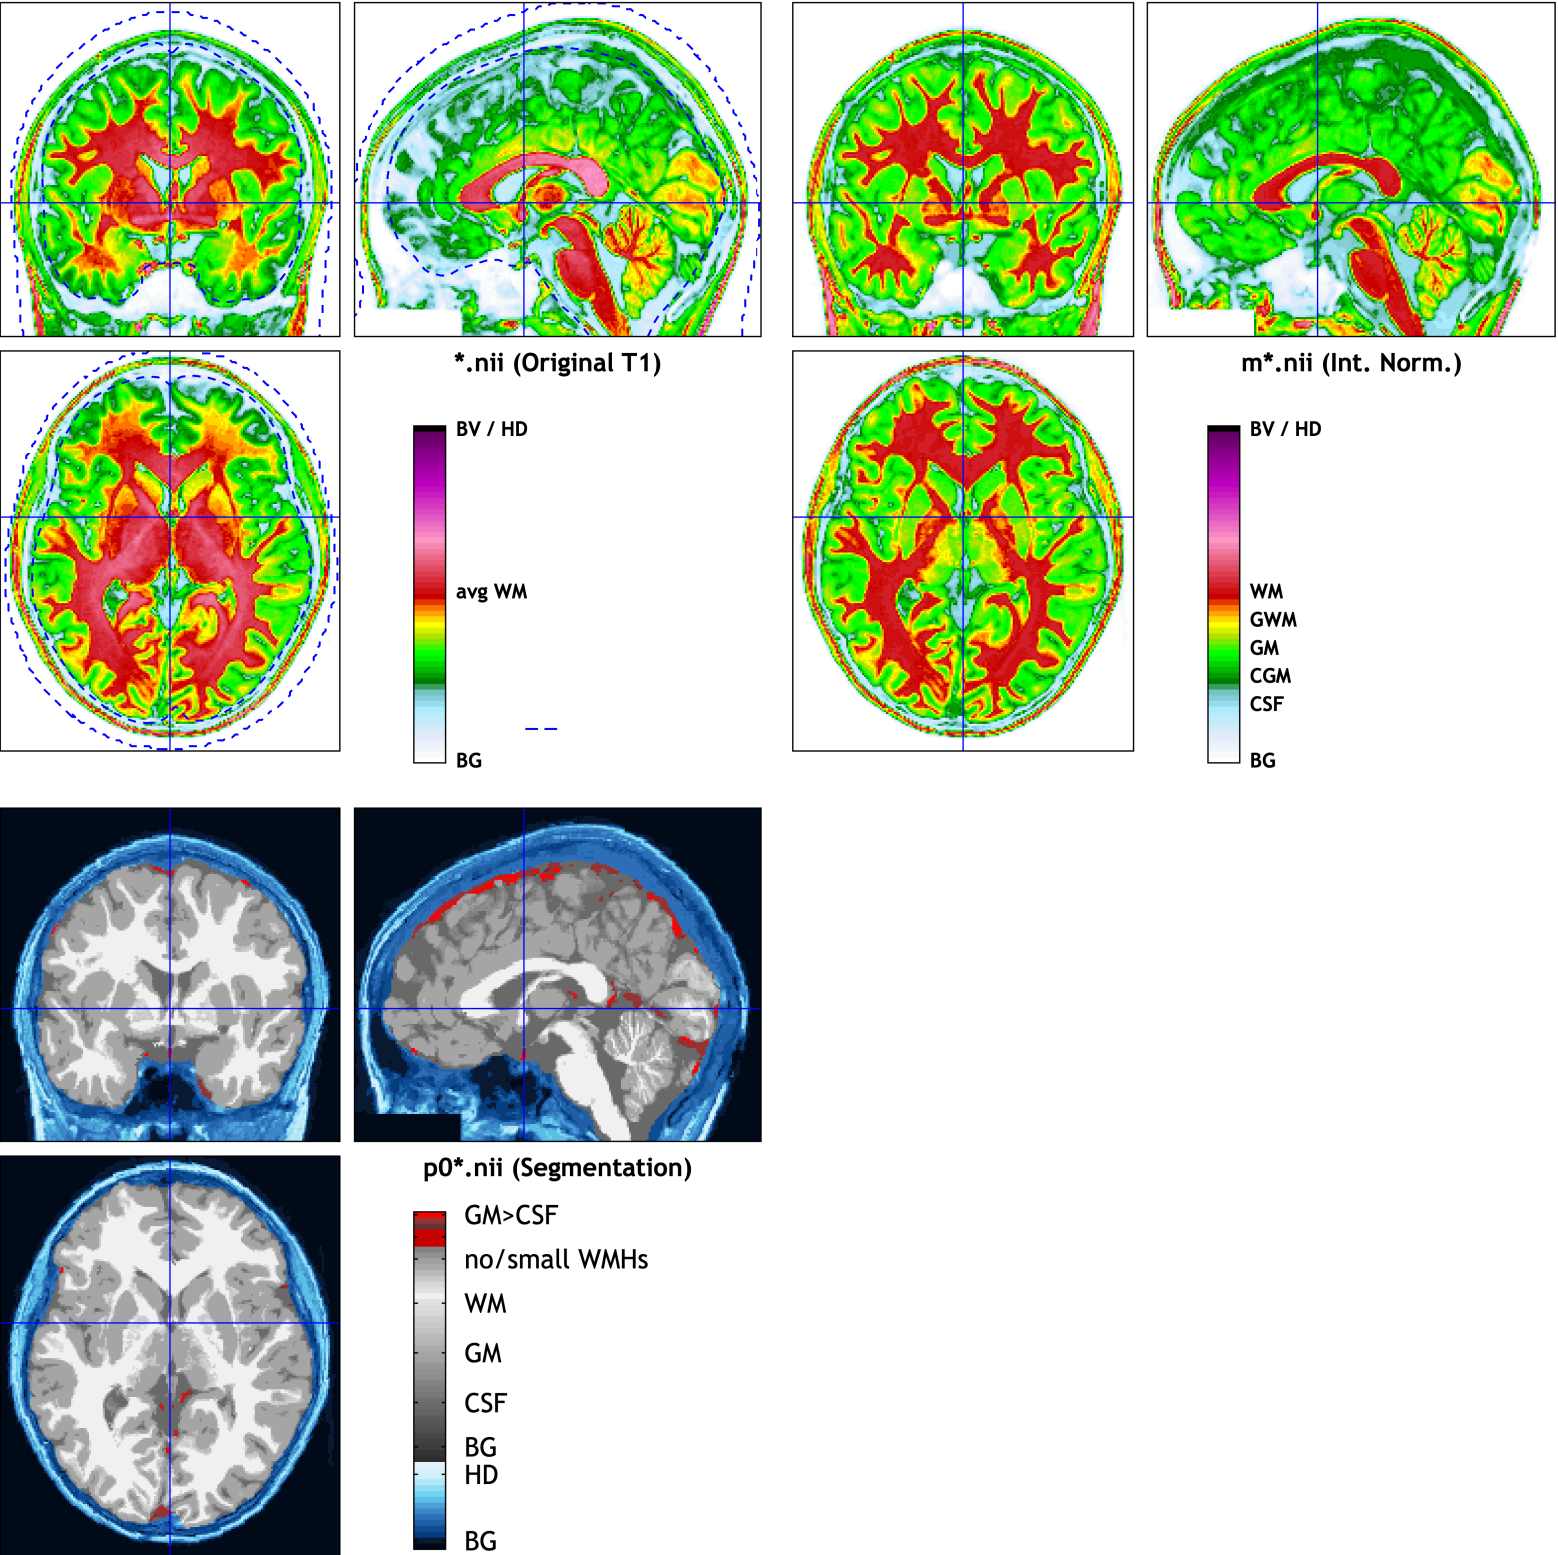 *.nii (Original T1)
BV / HD
avg WM
BG
m*.nii (Int. Norm.)
BV / HD
WM
GWM
GM
CGM
CSF
BG
p0*.nii (Segmentation)
GM>CSF
no/small WMHs
WM
GM
CSF
BG
HD
BG